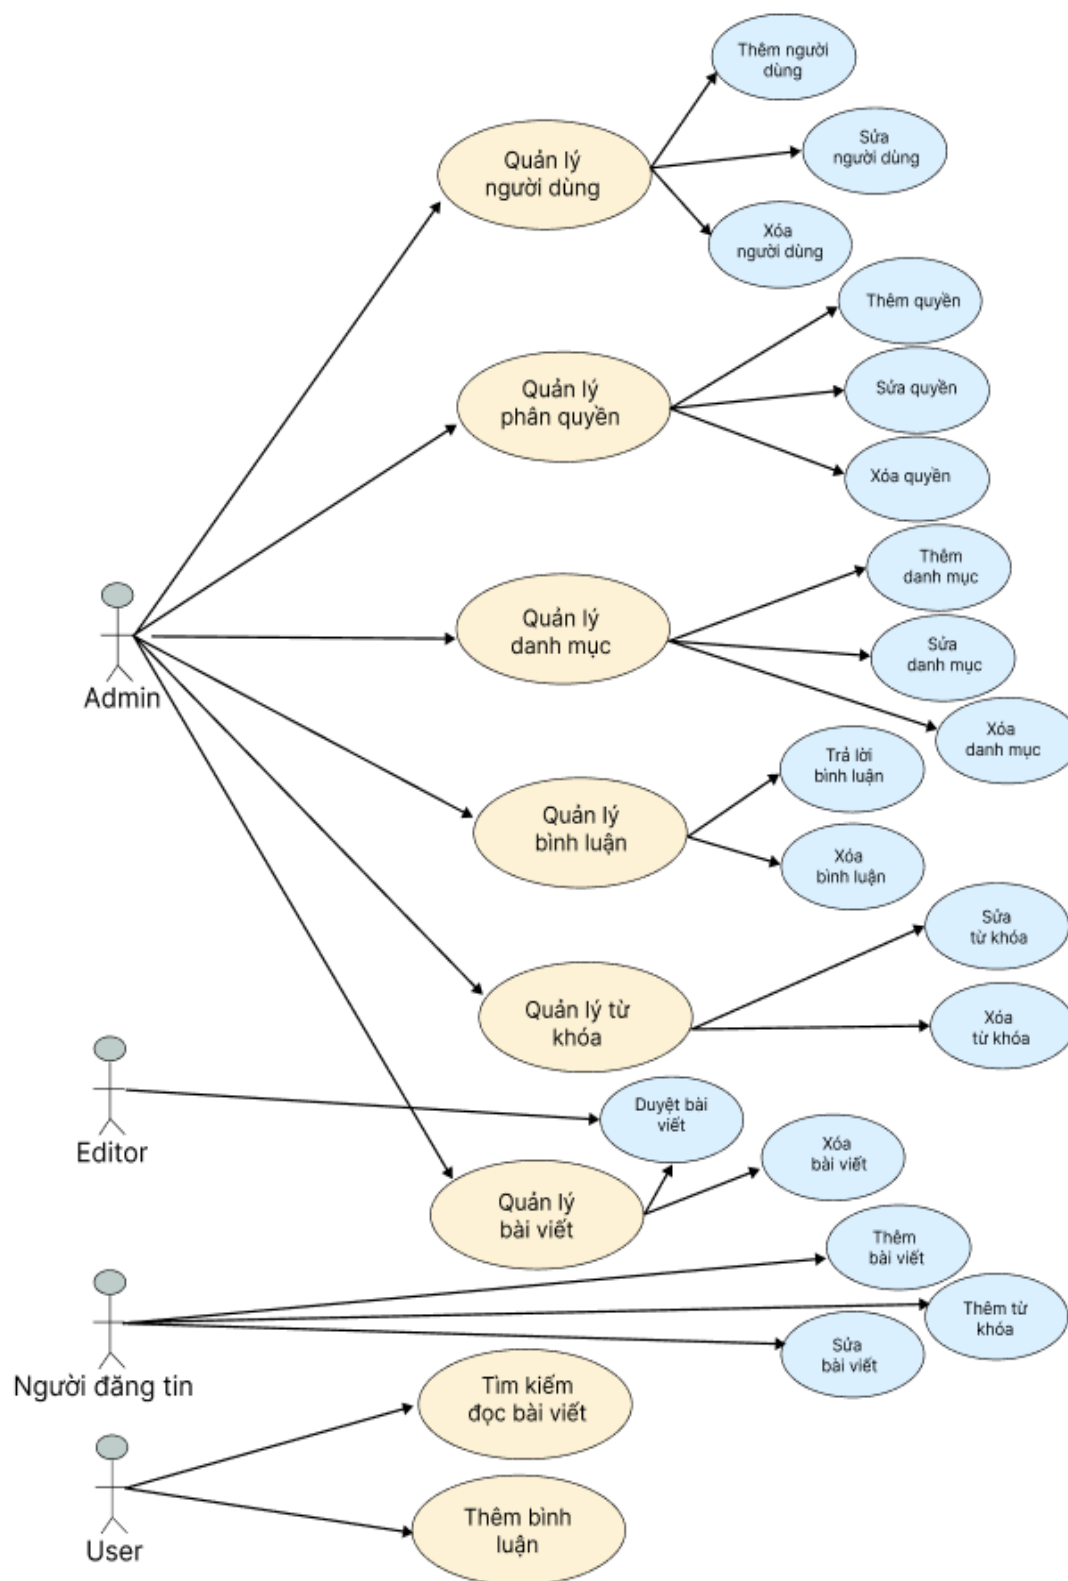 Thêm người
dùng
Sửa
người dùng
Quản lý
người dùng
Xóa
người dùng
Thêm quyền
Quản lý
phân quyền
Sửa quyền
Xóa quyền
Thêm
danh mục
Admin
Quản lý
danh mục
Sửa
danh mục
Xóa
danh mục
Trả lời
bình luận
Quản lý
bình luận
Xóa
bình luận
Sửa
từ khóa
Quản lý từ
khóa
Xóa
từ khóa
Editor
Duyệt bài
viết
Xóa
bài viết
Quản lý
bài viết
Thêm
bài viết
Thêm từ
khóa
Sửa
bài viết
Người đăng tin
Tìm kiếm
đọc bài viết
Thêm bình
luận
User